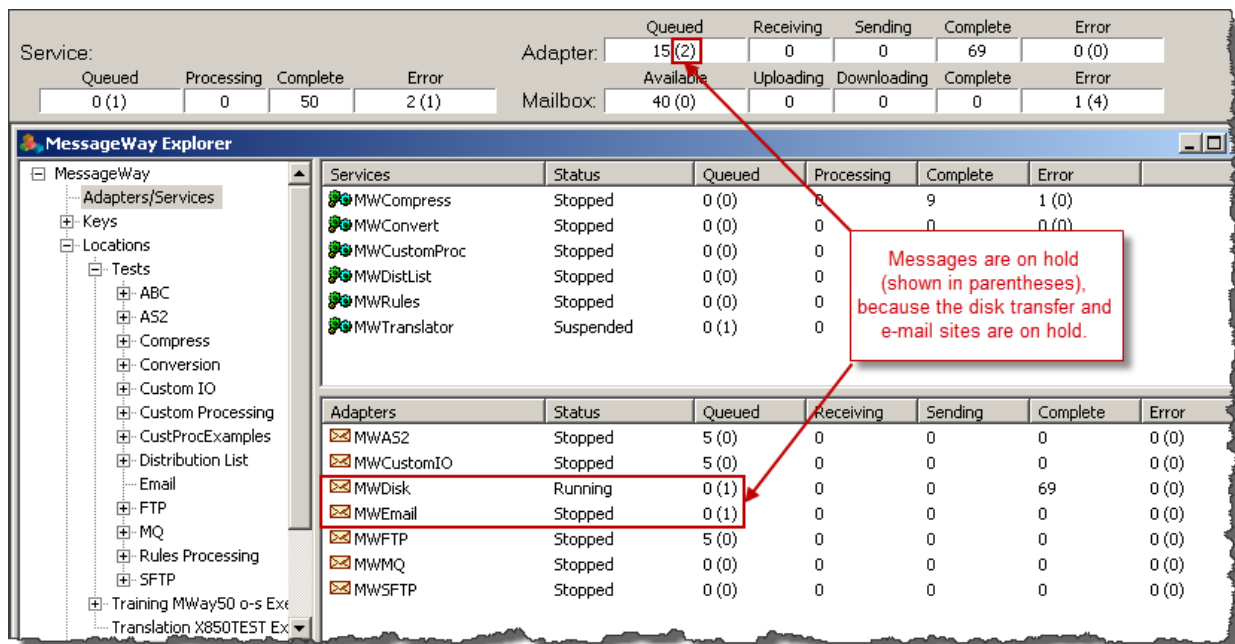 Queued Receiving Sending Complete Error
Service: Adapter: 15 (2) 0 0 69 0 (0)
Queued Processing Complete Error Available Uploading Downloading Complete Error
0 (1) 0 50 2 (1) Mailbox: 40 (0) 0 0 0 1 (4)
MessageWay Explorer
MessageWay
Adapters/Services
Keys
Locations
Tests
ABC
AS2
Compress
Conversion
Custom IO
Custom Processing
CustProcExamples
Distribution List
Email
FTP
MQ
Rules Processing
SFTP
Training MWay50 o-s Exe
Translation X850TEST Ex
Services Status Queued Processing Complete Error
MWCompress Stopped 0 (0) 0 9 1 (0)
MWConvert Stopped 0 (0) 0 0 0 (0)
MWCustomProc Stopped 0 (0) 0
MWDistList Stopped 0 (0) 0
MWRules Stopped 0 (0) 0
MWTranslator Suspended 0 (1) 0
Messages are on hold
(shown in parentheses),
because the disk transfer and
e-mail sites are on hold.
Adapters Status Queued Receiving Sending Complete Error
MWAS2 Stopped 5 (0) 0 0 0 0 (0)
MWCustomIO Stopped 5 (0) 0 0 0 0 (0)
MWDisk Running 0 (1) 0 0 69 0 (0)
MWEmail Stopped 0 (1) 0 0 0 0 (0)
MWFTP Stopped 5 (0) 0 0 0 0 (0)
MWMQ Stopped 0 (0) 0 0 0 0 (0)
MWSFTP Stopped 0 (0) 0 0 0 0 (0)